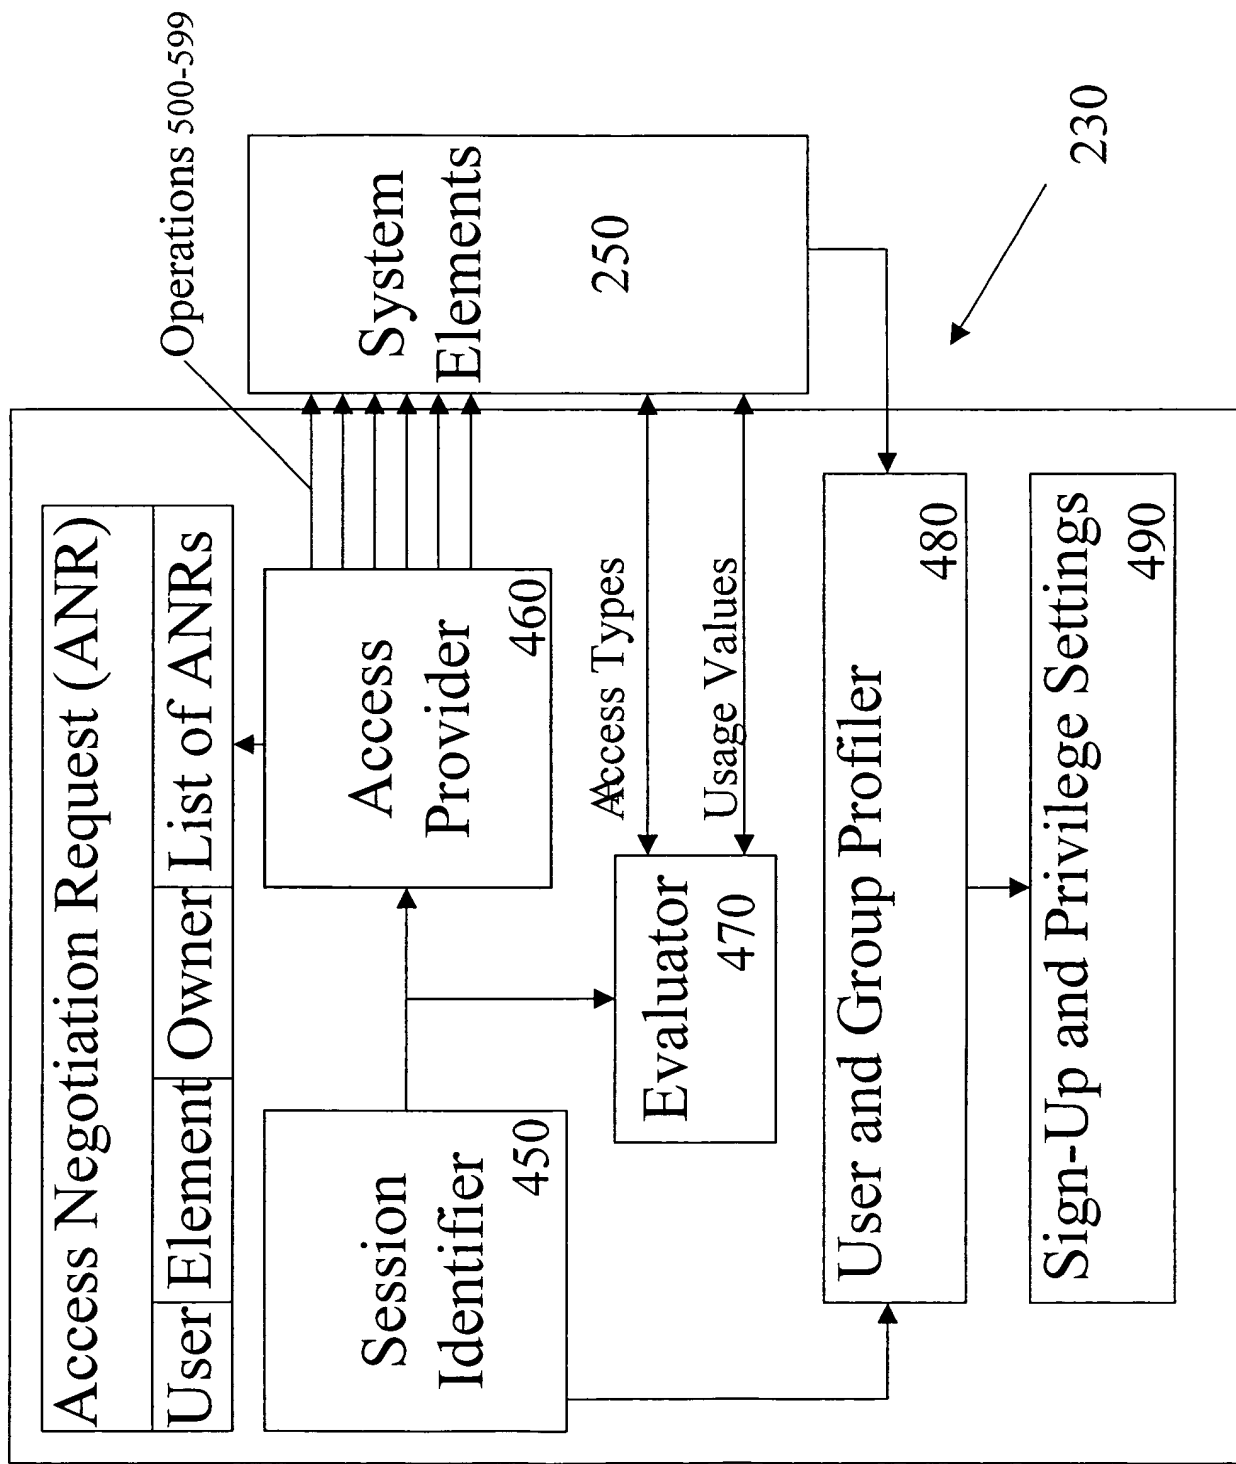 Access Negotiation Request (ANR)
User
Element
Owner
List of ANRs
Operations 500-599
Session
Identifier
450
Access
Provider
460
System
Elements
250
Evaluator
470
Access Types
Usage Values
User and Group Profiler
480
Sign-Up and Privilege Settings
490
230